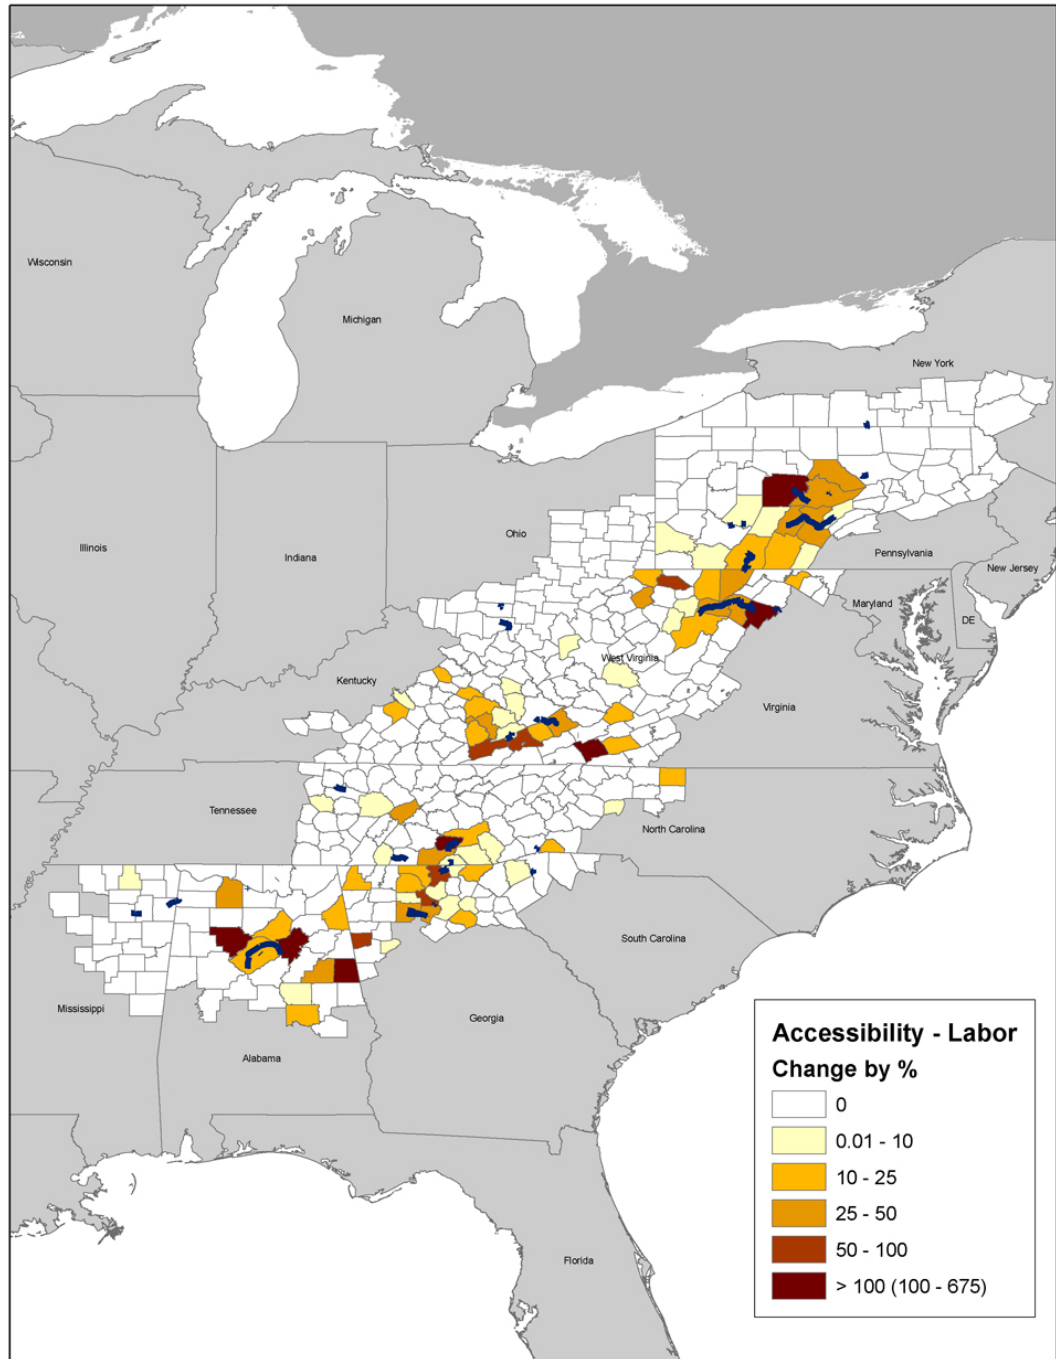 Wisconsin
Michigan
New York
Illinois
Indiana
Ohio
Pennsylvania
New Jersey
Maryland
DE
West Virginia
Kentucky
Virginia
Tennessee
North Carolina
South Carolina
Mississippi
Alabama
Georgia
Florida
Accessibility - Labor
Change by %
0
0.01 - 10
10 - 25
25 - 50
50 - 100
> 100 (100 - 675)